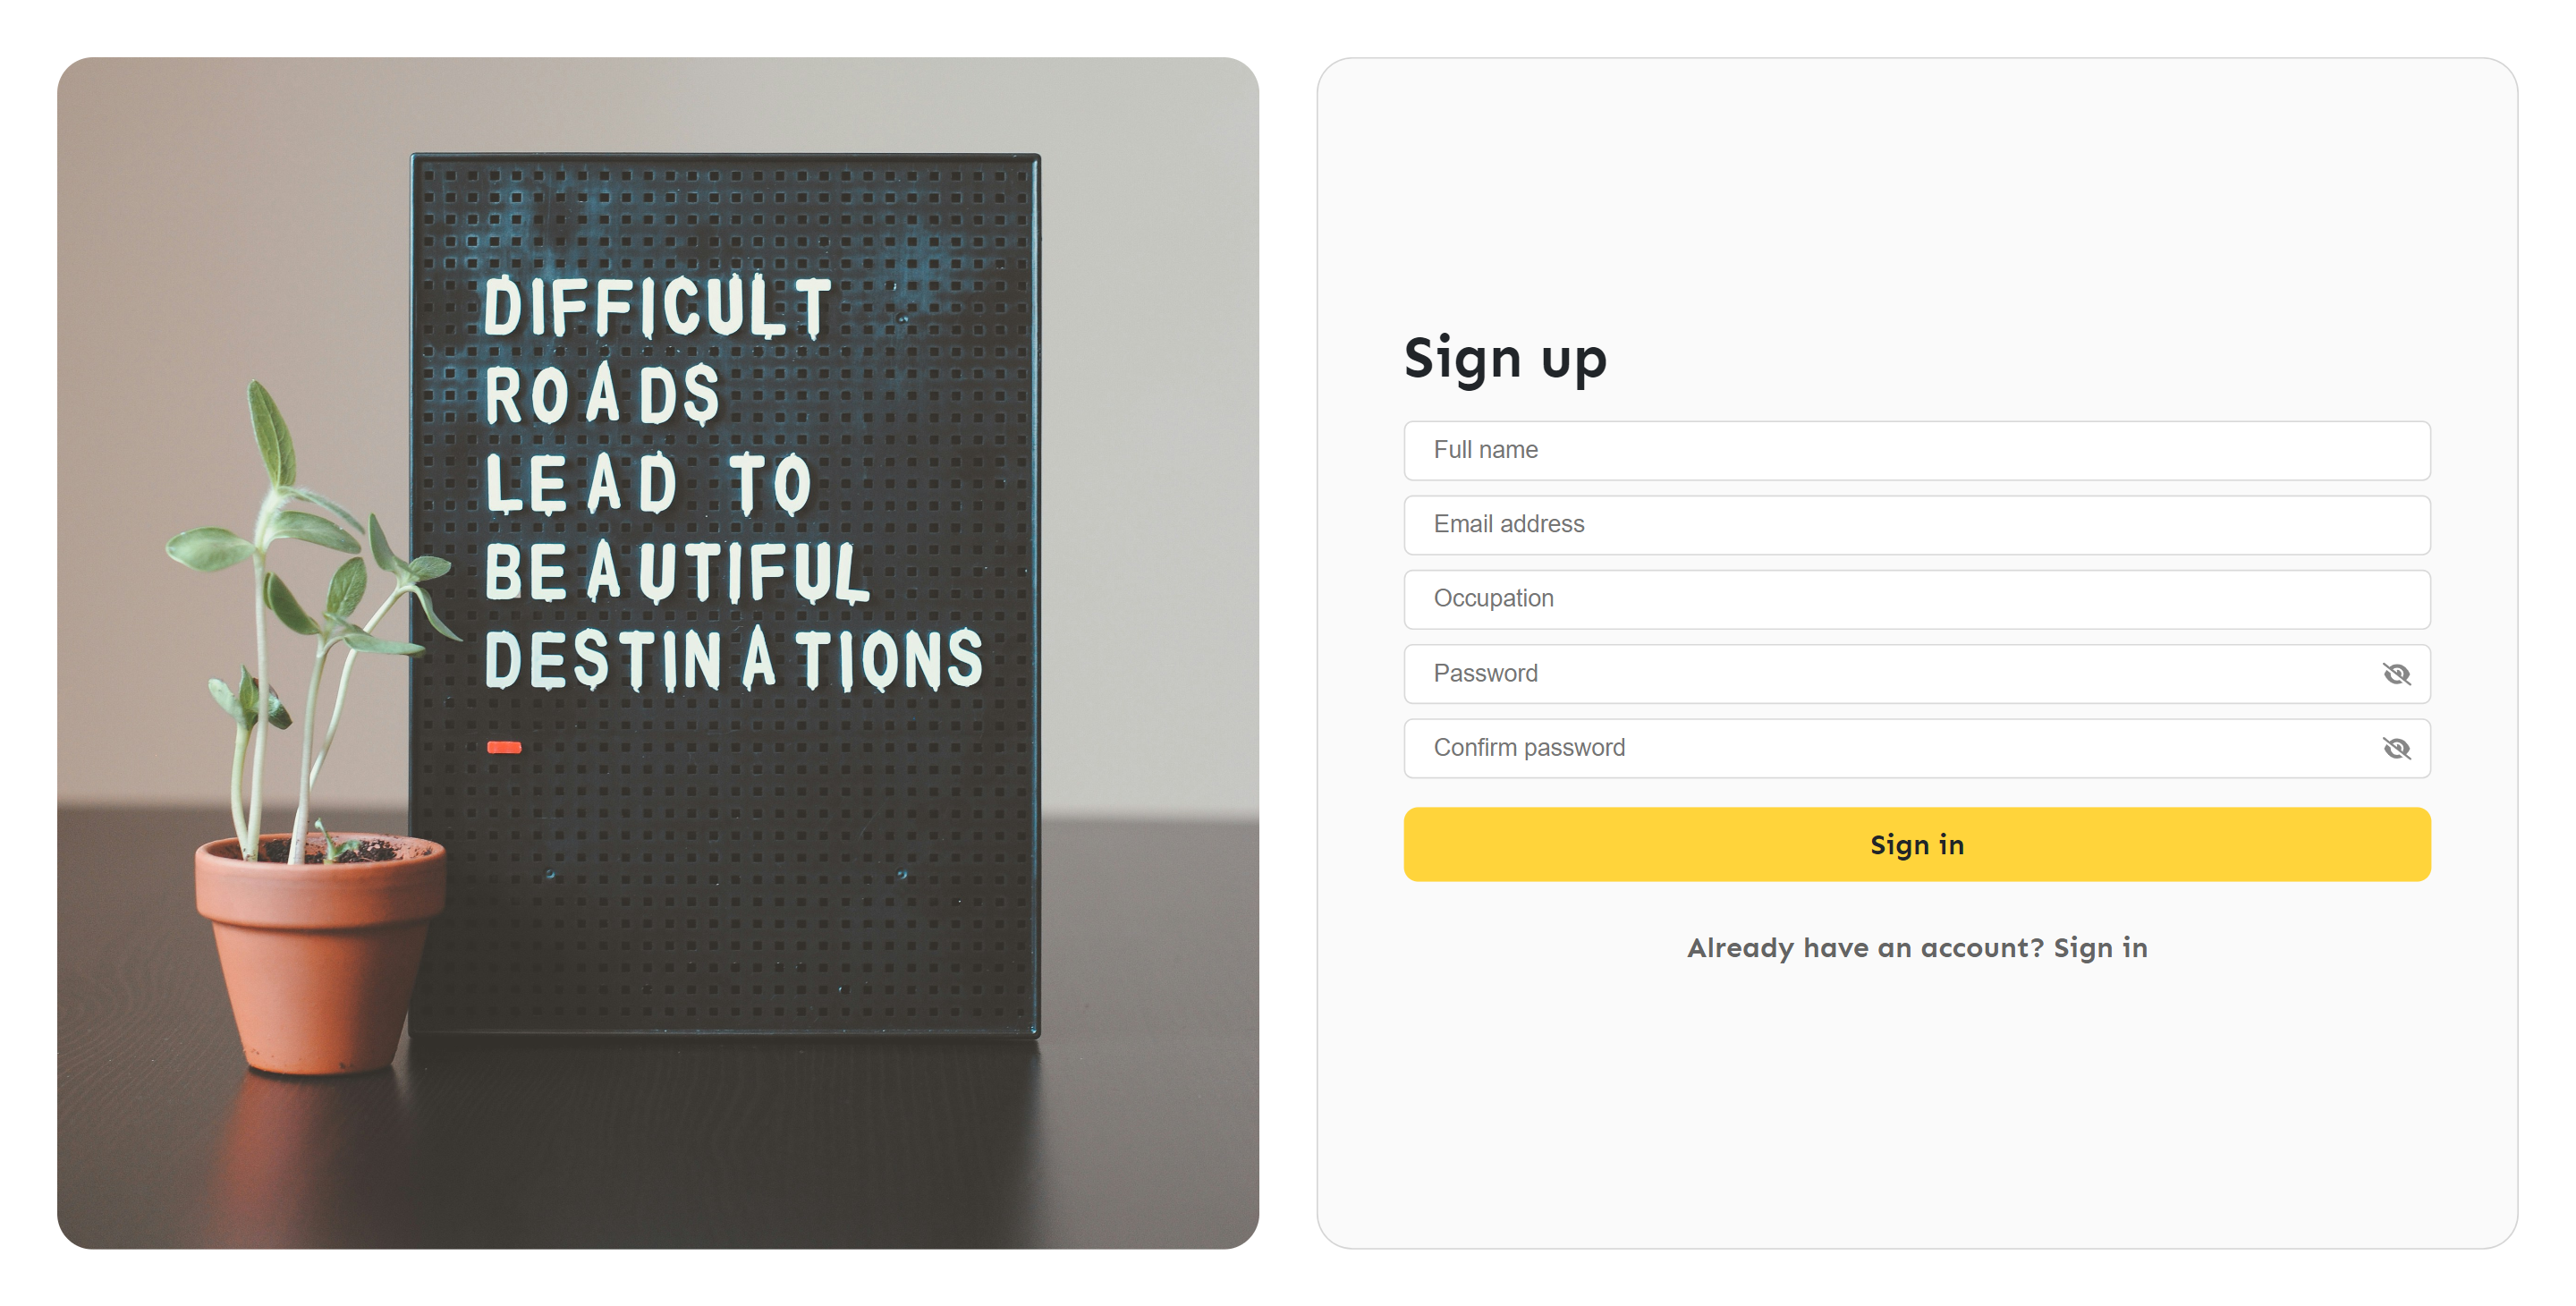 DIFFICULT
ROADS
LEAD TO
BEAUTIFUL
DESTINATIONS
Sign up
Full name
Email address
Occupation
Password
Confirm password
Sign in
Already have an account? Sign in